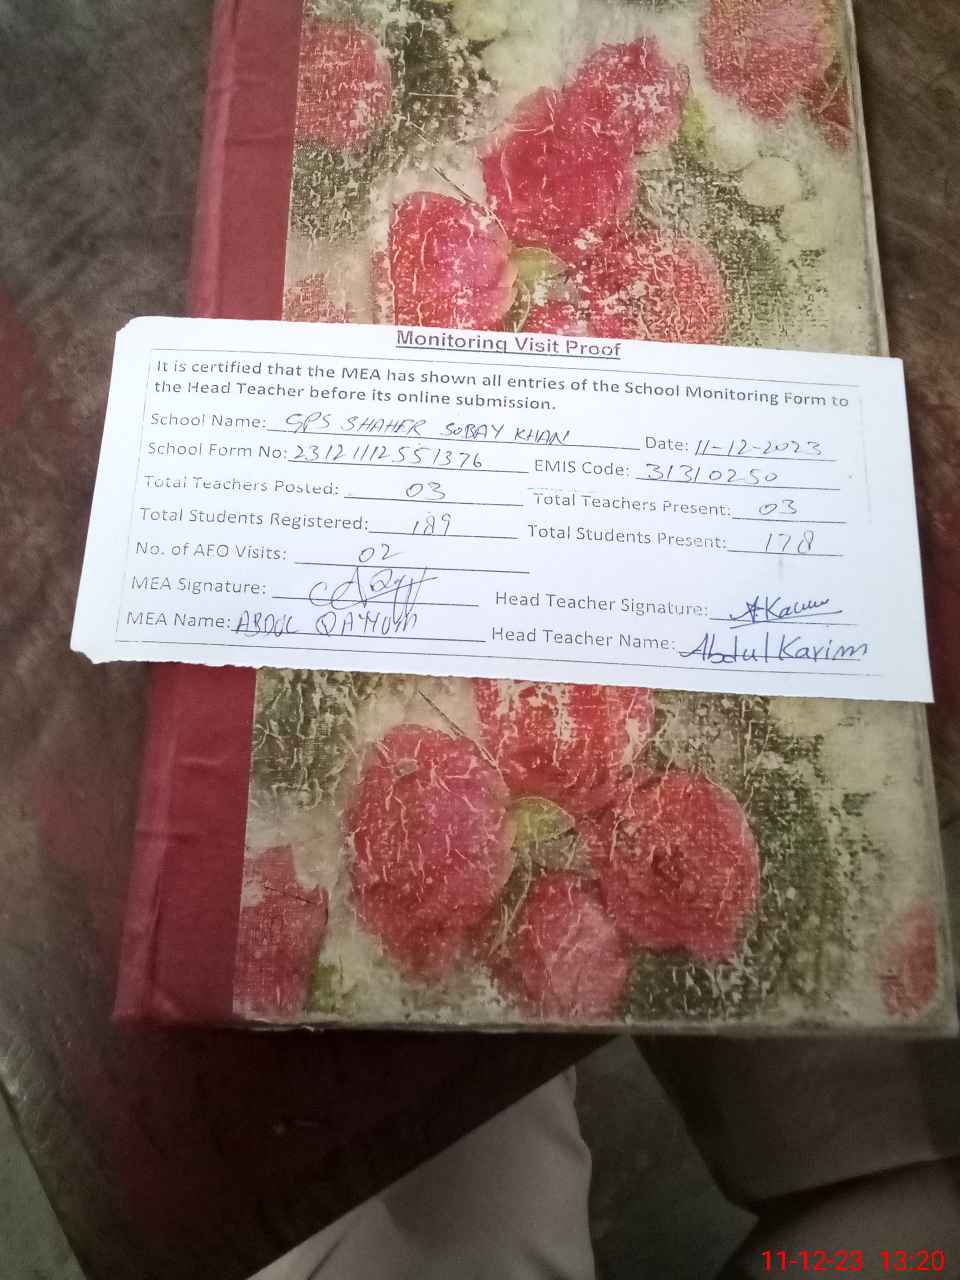 Monitoring Visit Proof
It is certified that the MEA has shown all entries of the School Monitoring Form to
the Head Teacher before its online submission.
School Name: GPS SHAHER SOBAY KHAN Date: 11-12-2023
School Form No: 23121112551376 EMIS Code: 31310250
Total Teachers Posted: 03 Total Teachers Present: 03
Total Students Registered: 189 Total Students Present: 178
No. of AEO Visits: 02
MEA Signature: Head Teacher Signature: A.Karim
MEA Name: ABDUL QAYYUM Head Teacher Name: Abdul Karim
11-12-23 13:20